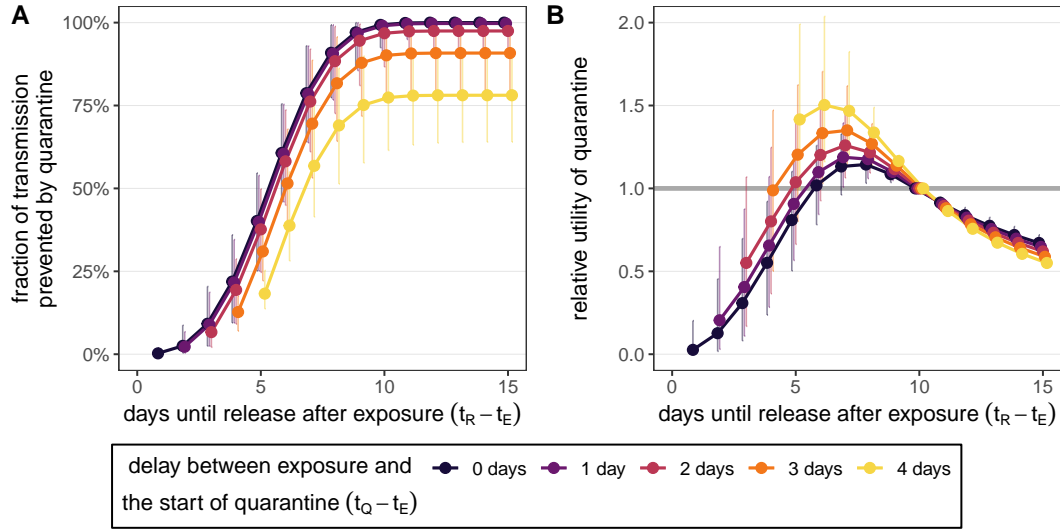 A
fraction of transmission
prevented by quarantine
100%
75%
50%
25%
0%
0
5
10
15
days until release after exposure (tR − tE)
B
relative utility of quarantine
2.0
1.5
1.0
0.5
0.0
0
5
10
15
days until release after exposure (tR − tE)
delay between exposure and
the start of quarantine (tQ − tE)
0 days
1 day
2 days
3 days
4 days